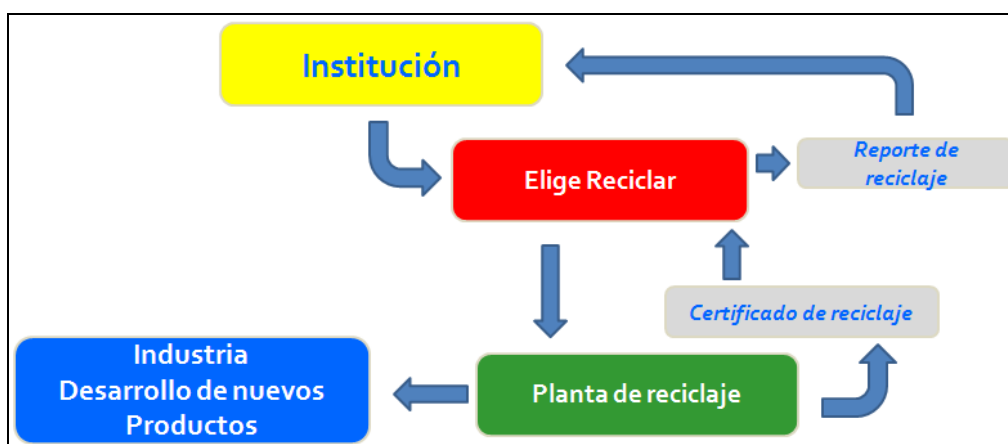 Institución
Elige Reciclar
Reporte de
reciclaje
Certificado de reciclaje
Industria
Desarrollo de nuevos
Productos
Planta de reciclaje